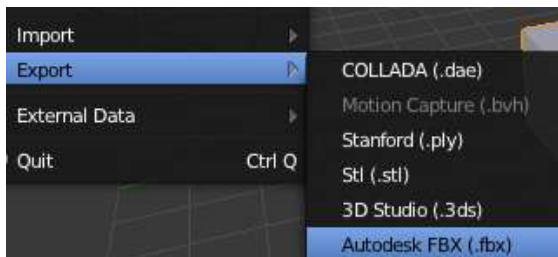 Import
Export
External Data
Quit Ctrl Q
COLLADA (.dae)
Motion Capture (.bvh)
Stanford (.ply)
Stl (.stl)
3D Studio (.3ds)
Autodesk FBX (.fbx)